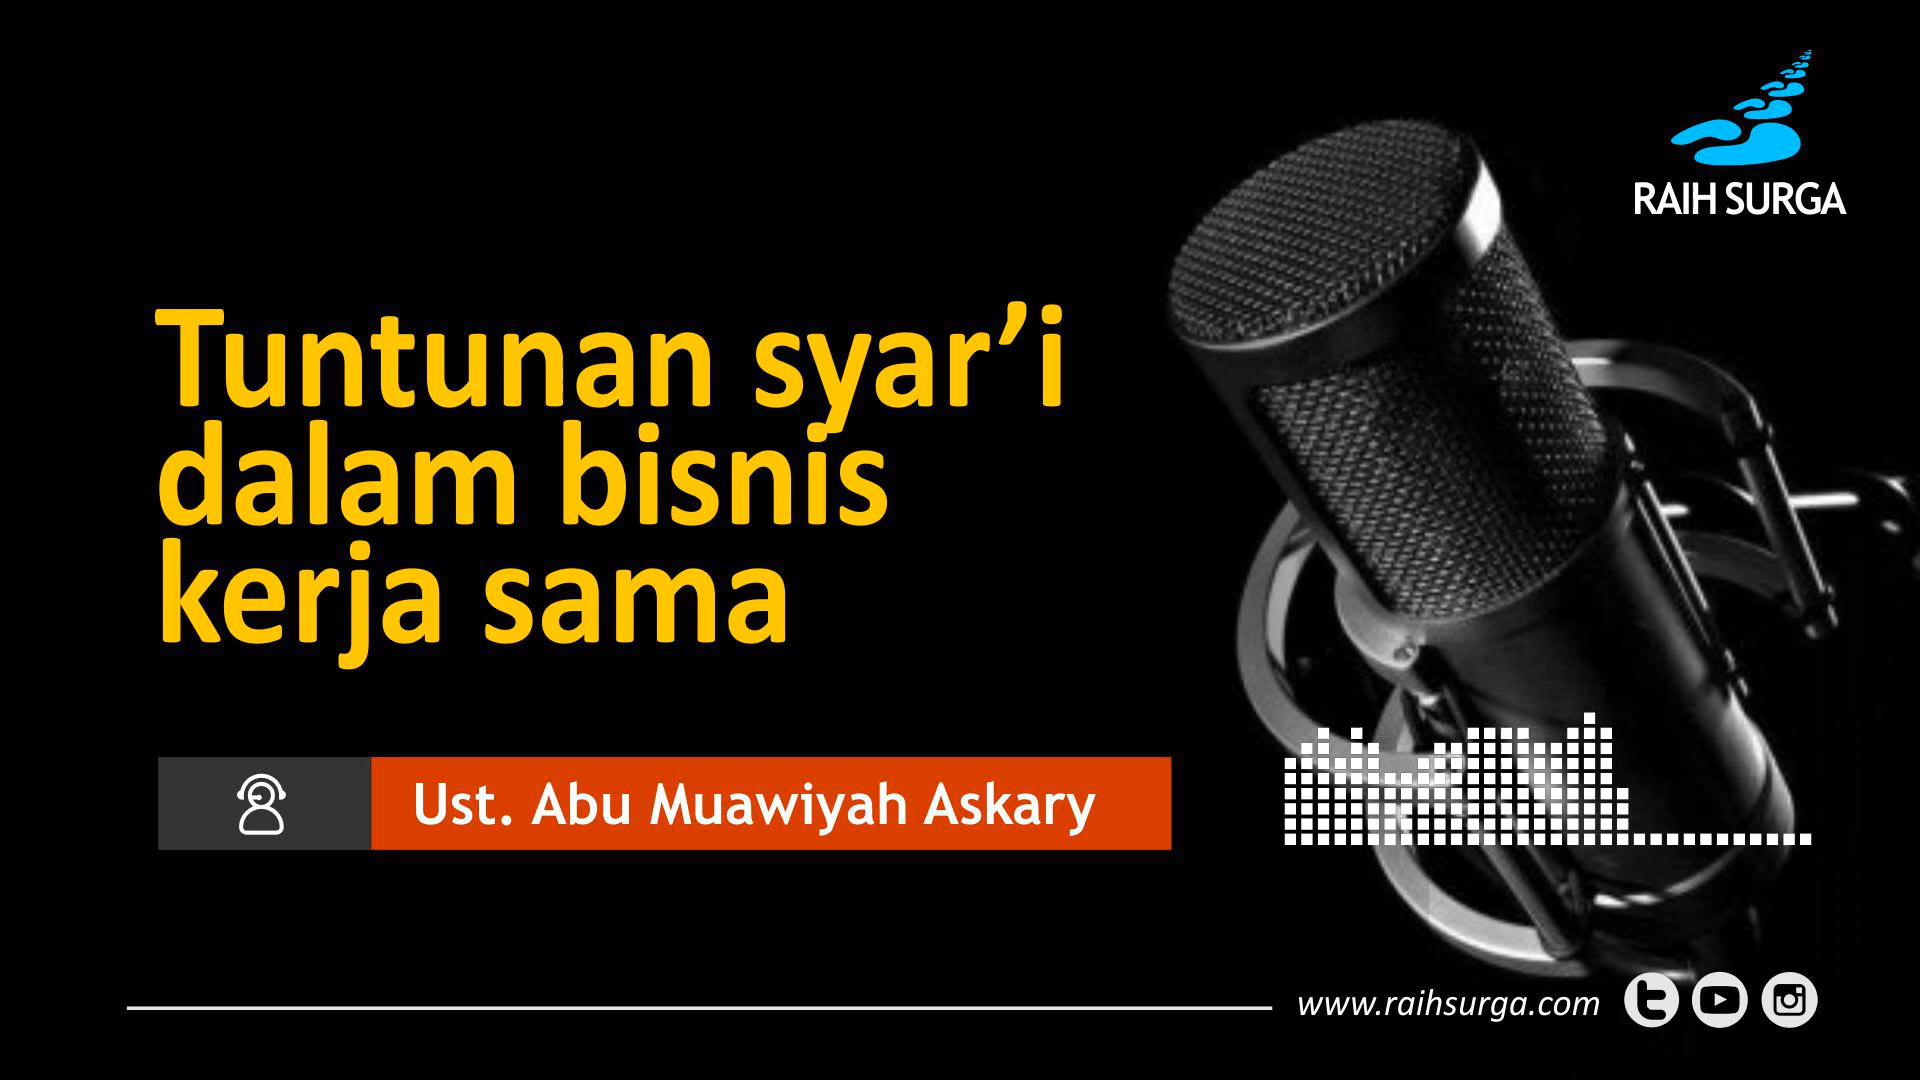 RAIH SURGA
Tuntunan syar’i
dalam bisnis
kerja sama
Ust. Abu Muawiyah Askary
www.raihsurga.com